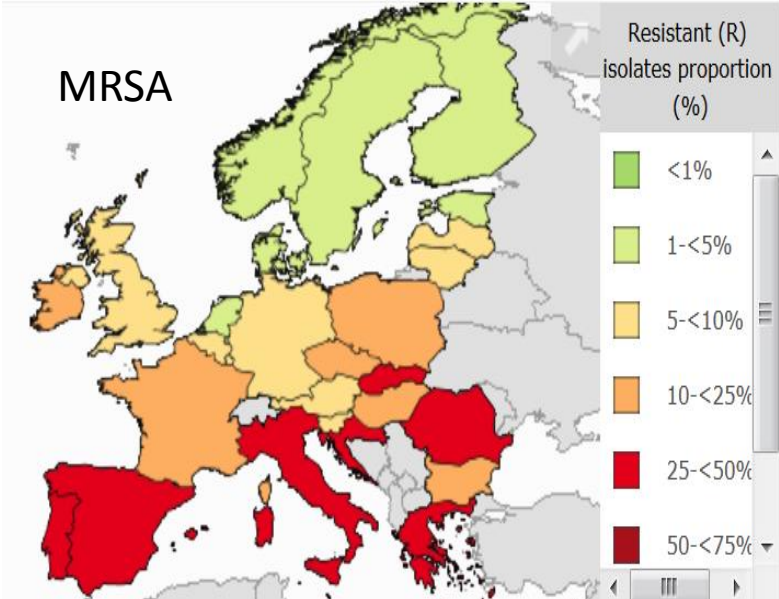 MRSA
Resistant (R)
isolates proportion
(%)
<1%
1-<5%
5-<10%
10-<25%
25-<50%
50-<75%